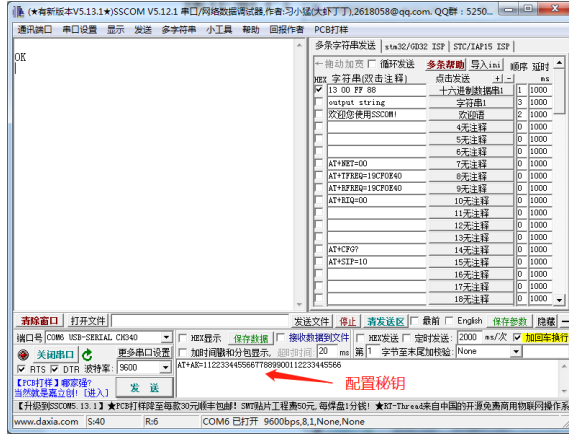 (★有新版本V5.13.1★)SSCOM V5.12.1 串口/网络数据调试器,作者:习小猛(大虾丁丁),2618058@qq.com. QQ群：5250...
通讯端口 串口设置 显示 发送 多字符串 小工具 帮助 回报作者 PCB打样
OK
多条字符串发送 stm32/GD32 ISP STC/IAP15 ISP
←拖动加宽 循环发送 多条帮助 导入ini 顺序 延时
HEX 字符串(双击注释) 点击发送 + - ms
13 00 FF 88 十六进制数据串1 1 1000
output string 字符串1 3 1000
欢迎您使用SSCOM! 欢迎语 2 1000
4无注释 0 1000
5无注释 0 1000
6无注释 0 1000
AT+NET=00 7无注释 0 1000
AT+TFREQ=19CF0E40 8无注释 0 1000
AT+RFREQ=19CF0E40 9无注释 0 1000
AT+RIQ=00 10无注释 0 1000
11无注释 0 1000
12无注释 0 1000
13无注释 0 1000
AT+CFG? 14无注释 0 1000
AT+SIP=10 15无注释 0 1000
16无注释 0 1000
17无注释 0 1000
18无注释 0 1000
清除窗口 打开文件 发送文件 停止 清发送区 最前 English 保存参数 隐藏 —
端口号 COM6 USB-SERIAL CH340 HEX显示 保存数据 接收数据到文件 HEX发送 定时发送: 2000 ms/次 加回车换行
关闭串口 更多串口设置 加时间戳和分包显示, 超时时间: 20 ms 第 1 字节至末尾加校验: None
RTS DTR 波特率: 9600
AT+AK=11223344556677889900112233445566
【PCB打样】哪家强?
当然就是嘉立创!【进入】
发 送
配置秘钥
【升级到SSCOM5.13.1】★PCB打样降至每款30元顺丰包邮! SMT贴片工程费50元,每焊盘1分钱! ★RT-Thread来自中国的开源免费商用物联网操作系
www.daxia.com S:40 R:6 COM6 已打开 9600bps,8,1,None,None